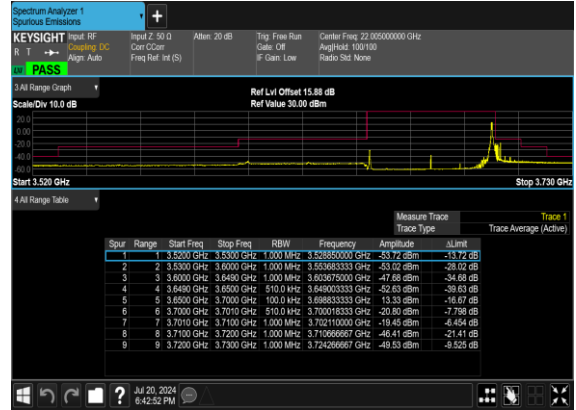 Spectrum Analyzer 1
Spurious Emissions
KEYSIGHT Input: RF Input Z: 50 Ω Atten: 20 dB Trig: Free Run Center Freq: 22.005000000 GHz
R T Coupling: DC Corr CCorr Gate: Off Avg|Hold: 100/100
Align: Auto Freq Ref: Int (S) IF Gain: Low Radio Std: None
PASS
3.All Range Graph
Ref Lvl Offset 15.88 dB
Scale/Div 10.0 dB Ref Value 30.00 dBm
20.0
0.00
-20.0
-40.0
-60.0
Start 3.520 GHz Stop 3.730 GHz
4.All Range Table
Measure Trace Trace 1
Trace Type Trace Average (Active)
Spur Range Start Freq Stop Freq RBW Frequency Amplitude ΔLimit
1 1 3.5200 GHz 3.5300 GHz 1.000 MHz 3.528850000 GHz -53.72 dBm -13.72 dB
2 2 3.5300 GHz 3.6000 GHz 1.000 MHz 3.553683333 GHz -53.02 dBm -28.02 dB
3 3 3.6000 GHz 3.6490 GHz 1.000 MHz 3.603675000 GHz -47.68 dBm -34.68 dB
4 4 3.6490 GHz 3.6500 GHz 510.0 kHz 3.649003333 GHz -52.63 dBm -39.63 dB
5 5 3.6500 GHz 3.7000 GHz 100.0 kHz 3.698833333 GHz 13.33 dBm -16.67 dB
6 6 3.7000 GHz 3.7010 GHz 510.0 kHz 3.700018333 GHz -20.80 dBm -7.798 dB
7 7 3.7010 GHz 3.7100 GHz 1.000 MHz 3.702110000 GHz -19.45 dBm -6.454 dB
8 8 3.7100 GHz 3.7200 GHz 1.000 MHz 3.710666667 GHz -46.41 dBm -21.41 dB
9 9 3.7200 GHz 3.7300 GHz 1.000 MHz 3.724266667 GHz -49.53 dBm -9.525 dB
Jul 20, 2024
6:42:52 PM